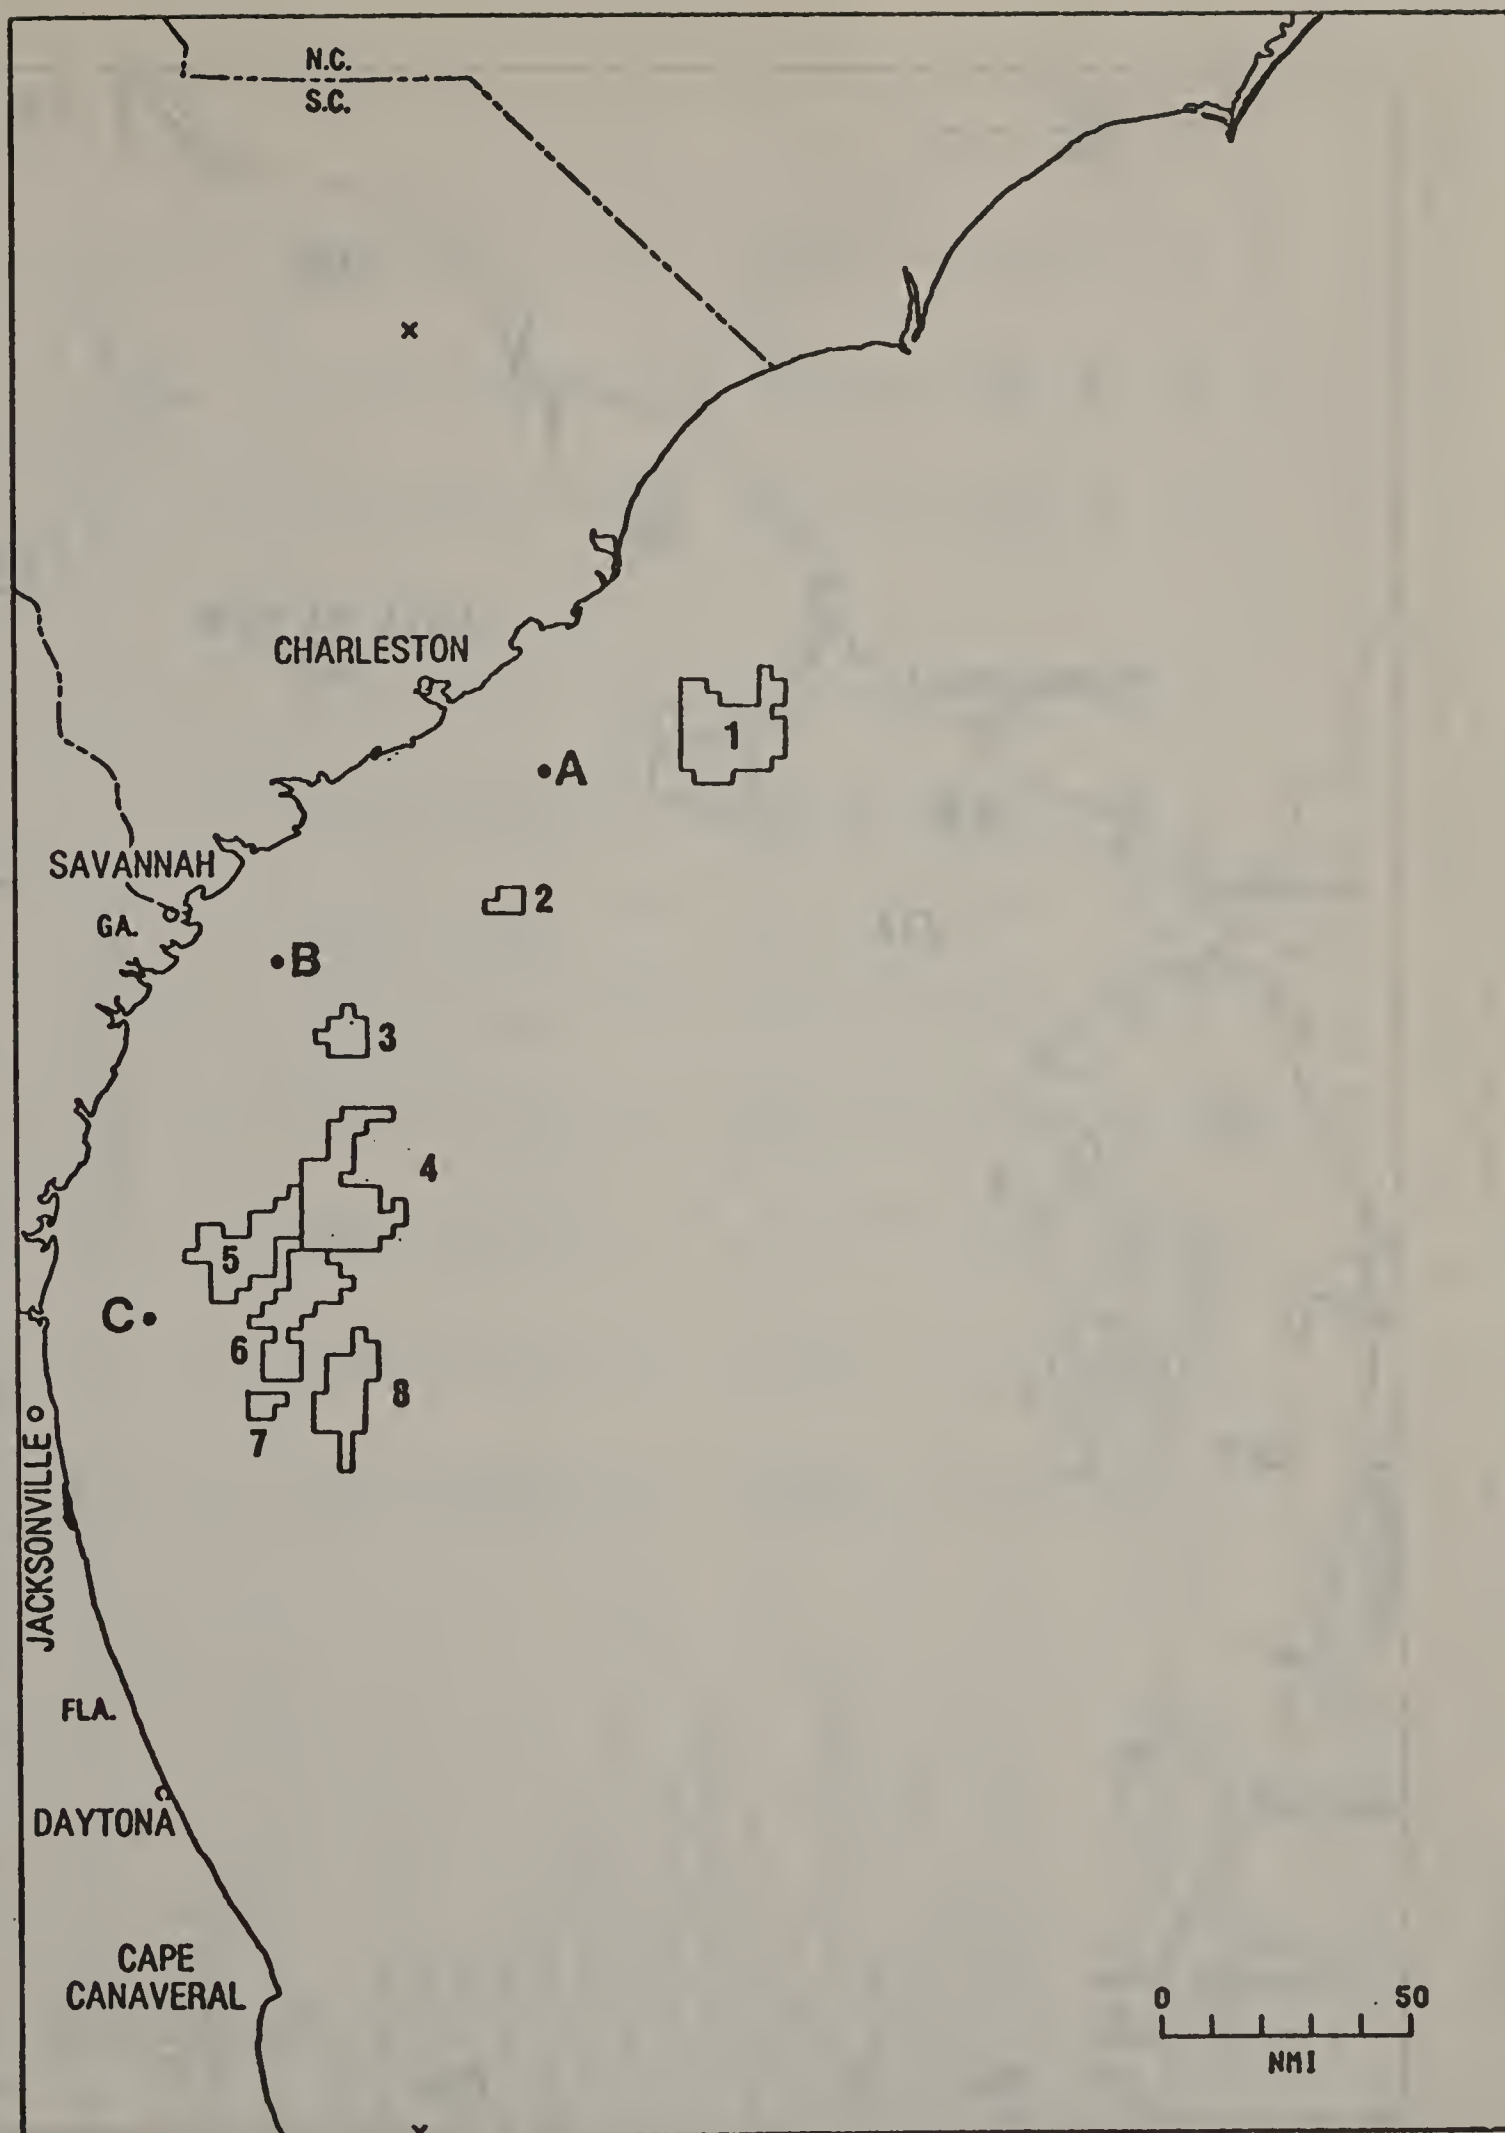 N.C.
S.C.
x
CHARLESTON
1
•A
SAVANNAH
2
GA.
•B
3
4
5
C•
6
8
7
JACKSONVILLE
FLA.
DAYTONA
CAPE
CANAVERAL
0 50
NMI
x